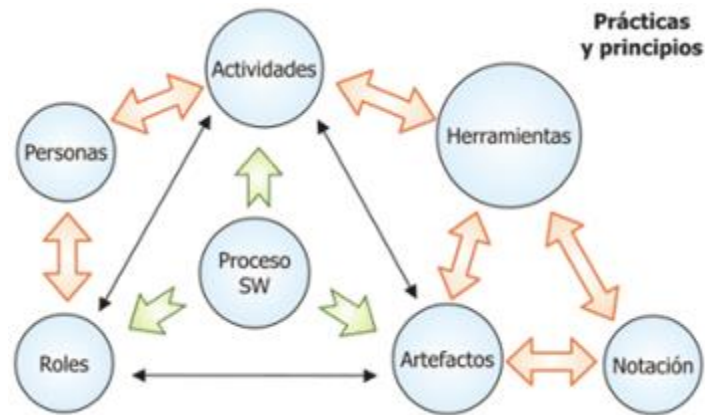 Prácticas
y principios
Actividades
Herramientas
Personas
Proceso
SW
Roles
Artefactos
Notación